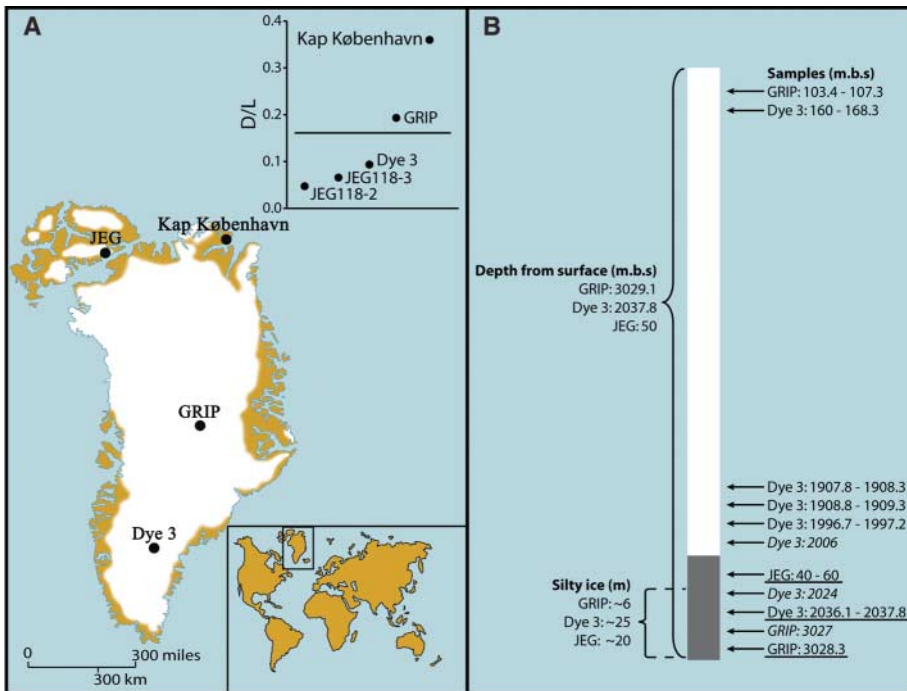 A
0.4
0.3
0.2
0.1
0.0
D/L
Kap København
GRIP
Dye 3
JEG118-3
JEG118-2
JEG
Kap København
GRIP
Dye 3
0
300 miles
300 km
B
Samples (m.b.s)
GRIP: 103.4 - 107.3
Dye 3: 160 - 168.3
Depth from surface (m.b.s)
GRIP: 3029.1
Dye 3: 2037.8
JEG: 50
Dye 3: 1907.8 - 1908.3
Dye 3: 1908.8 - 1909.3
Dye 3: 1996.7 - 1997.2
Dye 3: 2006
JEG: 40 - 60
Dye 3: 2024
Dye 3: 2036.1 - 2037.8
GRIP: 3027
GRIP: 3028.3
Silty ice (m)
GRIP: ~6
Dye 3: ~25
JEG: ~20